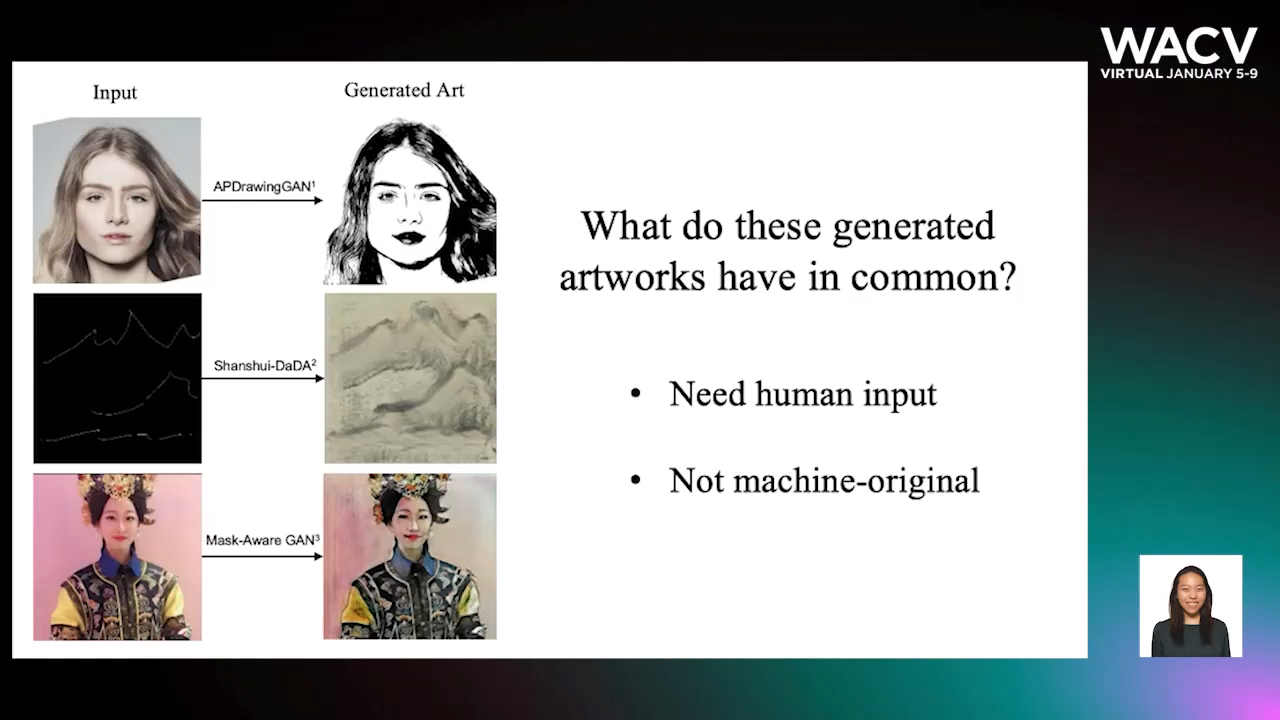 WACV
VIRTUAL JANUARY 5-9
Input
Generated Art
APDrawingGAN¹
Shanshui-DaDA²
Mask-Aware GAN³
What do these generated
artworks have in common?
• Need human input
• Not machine-original